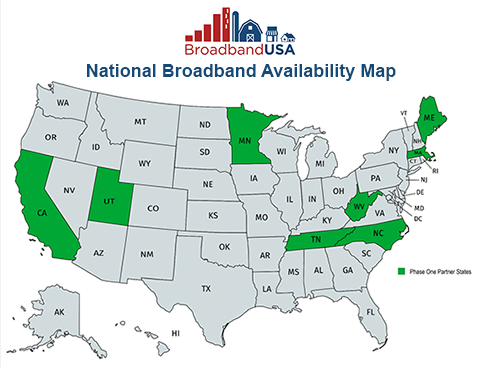 BroadbandUSA
National Broadband Availability Map
WA
OR
CA
NV
ID
MT
WY
UT
AZ
CO
NM
ND
SD
NE
KS
OK
TX
MN
IA
MO
AR
LA
WI
IL
MI
IN
OH
KY
TN
MS
AL
GA
FL
SC
NC
VA
WV
PA
NY
VT
NH
ME
MA
CT
RI
NJ
DE
MD
DC
AK
HI
Phase One Partner States